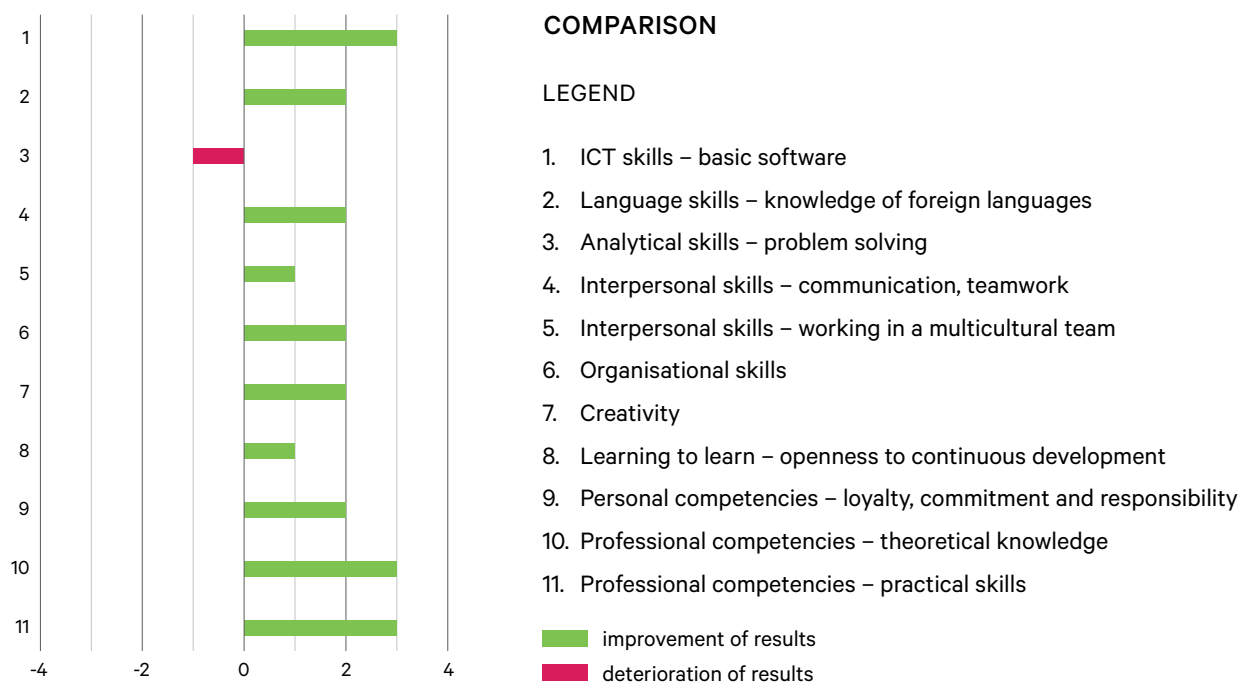 1
2
3
4
5
6
7
8
9
10
11
-4 -2 0 2 4
COMPARISON
LEGEND
1. ICT skills – basic software
2. Language skills – knowledge of foreign languages
3. Analytical skills – problem solving
4. Interpersonal skills – communication, teamwork
5. Interpersonal skills – working in a multicultural team
6. Organisational skills
7. Creativity
8. Learning to learn – openness to continuous development
9. Personal competencies – loyalty, commitment and responsibility
10. Professional competencies – theoretical knowledge
11. Professional competencies – practical skills
improvement of results
deterioration of results